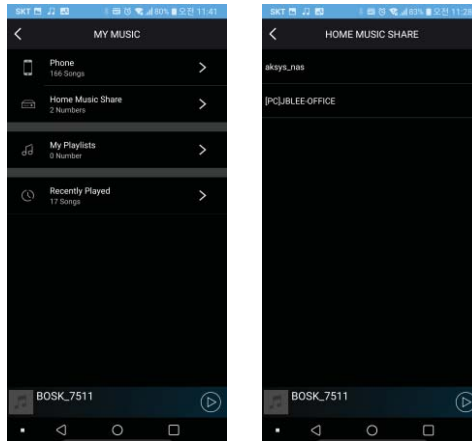 SKT 80% 오전 11:41
MY MUSIC
Phone
166 Songs
Home Music Share
2 Numbers
My Playlists
0 Number
Recently Played
17 Songs
BOSK_7511
SKT 83% 오전 11:28
HOME MUSIC SHARE
aksys_nas
[PC]JBLEE-OFFICE
BOSK_7511